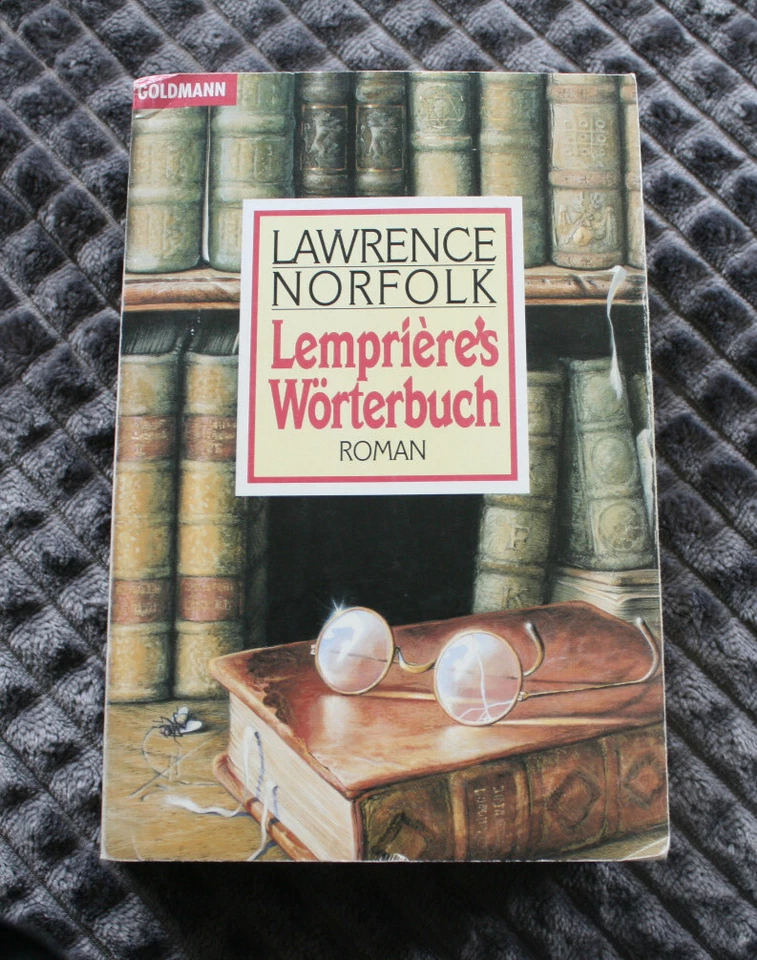 GOLDMANN
LAWRENCE
NORFOLK
Lemprière's
Wörterbuch
ROMAN
F
K